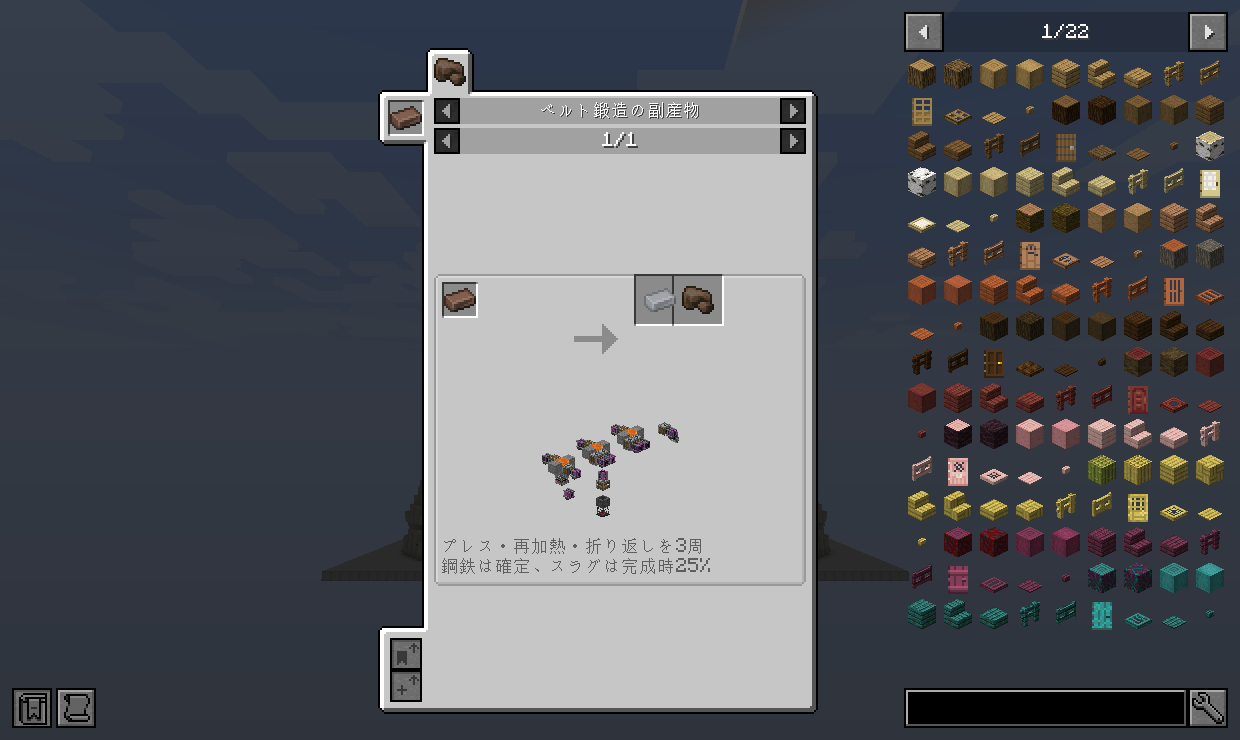 1/22
ベルト鍛造の副産物
1/1
プレス・再加熱・折り返しを3周
鋼鉄は確定、スラグは完成時25%